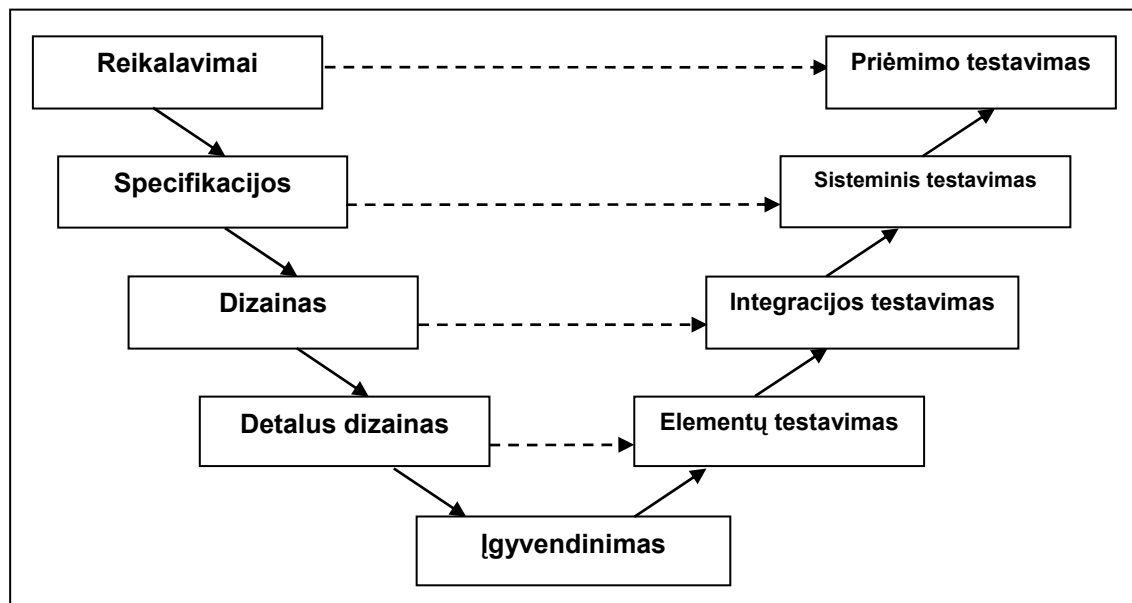 Reikalavimai
Priėmimo testavimas
Specifikacijos
Sisteminis testavimas
Dizainas
Integracijos testavimas
Detalus dizainas
Elementų testavimas
Įgyvendinimas